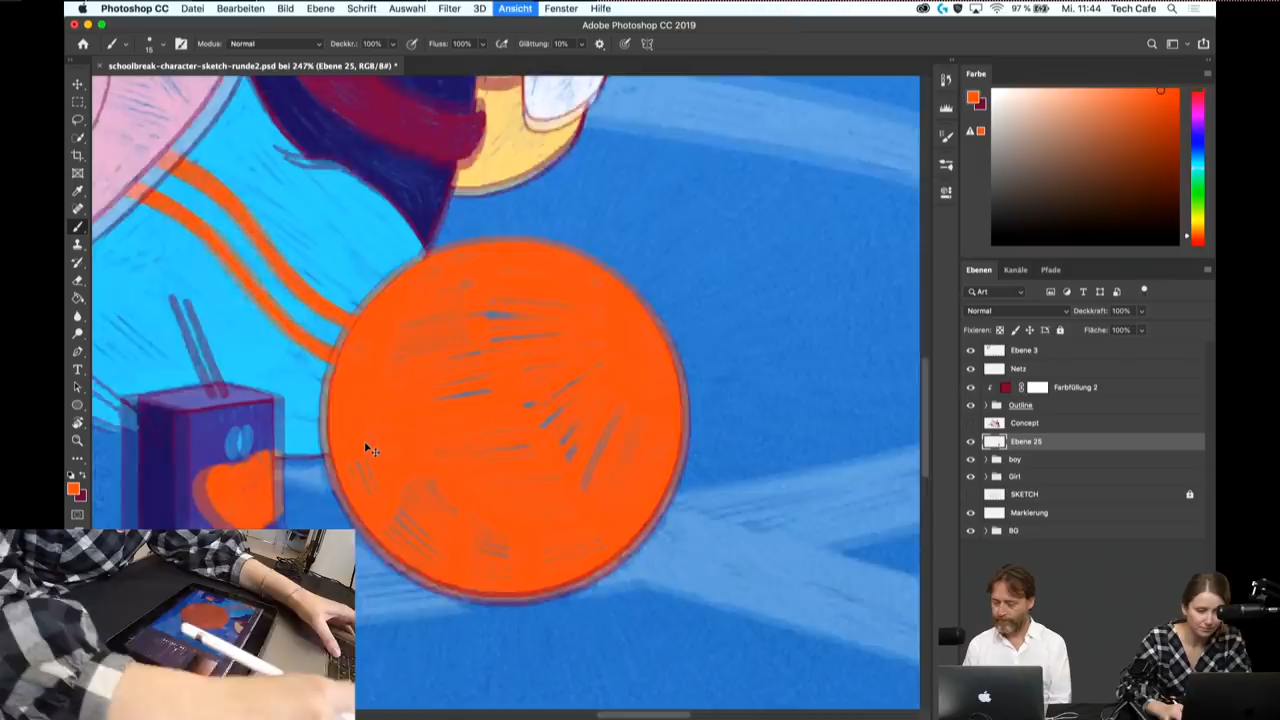 Photoshop CC Datei Bearbeiten Bild Ebene Schrift Auswahl Filter 3D Ansicht Fenster Hilfe 97 % Mi. 11:44 Tech Cafe
Adobe Photoshop CC 2019
15 Modus: Normal Deckkr.: 100% Fluss: 100% Glättung: 10%
schoolbreak-character-sketch-runde2.psd bei 247% (Ebene 25, RGB/8#) *
Farbe
Ebenen Kanäle Pfade
Art
Normal Deckkraft: 100%
Fixieren: Fläche: 100%
Ebene 3
Netz
Farbfüllung 2
Outline
Concept
Ebene 25
boy
Girl
SKETCH
Markierung
BG